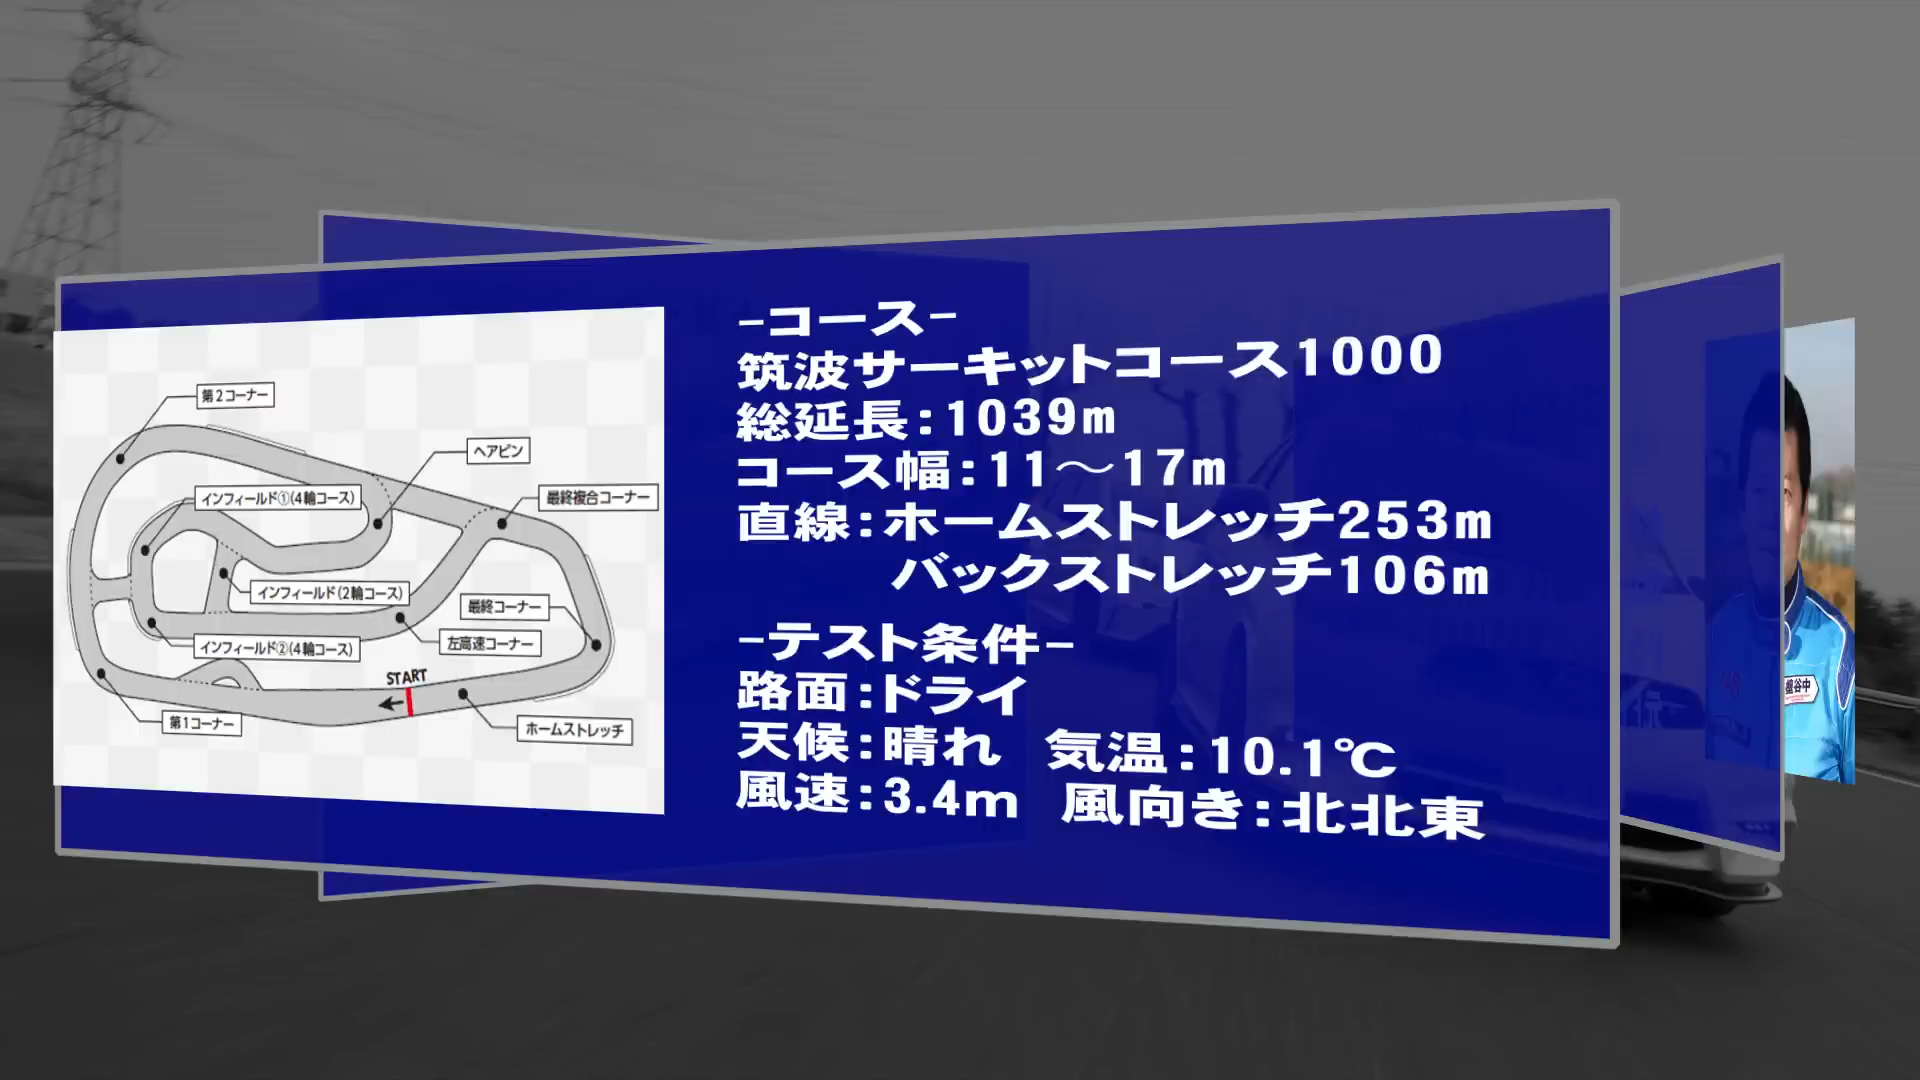 -コース-
筑波サーキットコース1000
総延長:1039m
コース幅:11〜17m
直線:ホームストレッチ253m
バックストレッチ106m
-テスト条件-
路面:ドライ
天候:晴れ 気温:10.1℃
風速:3.4m 風向き:北北東
第2コーナー
ヘアピン
インフィールド①(4輪コース)
最終複合コーナー
インフィールド(2輪コース)
最終コーナー
左高速コーナー
インフィールド②(4輪コース)
START
第1コーナー
ホームストレッチ